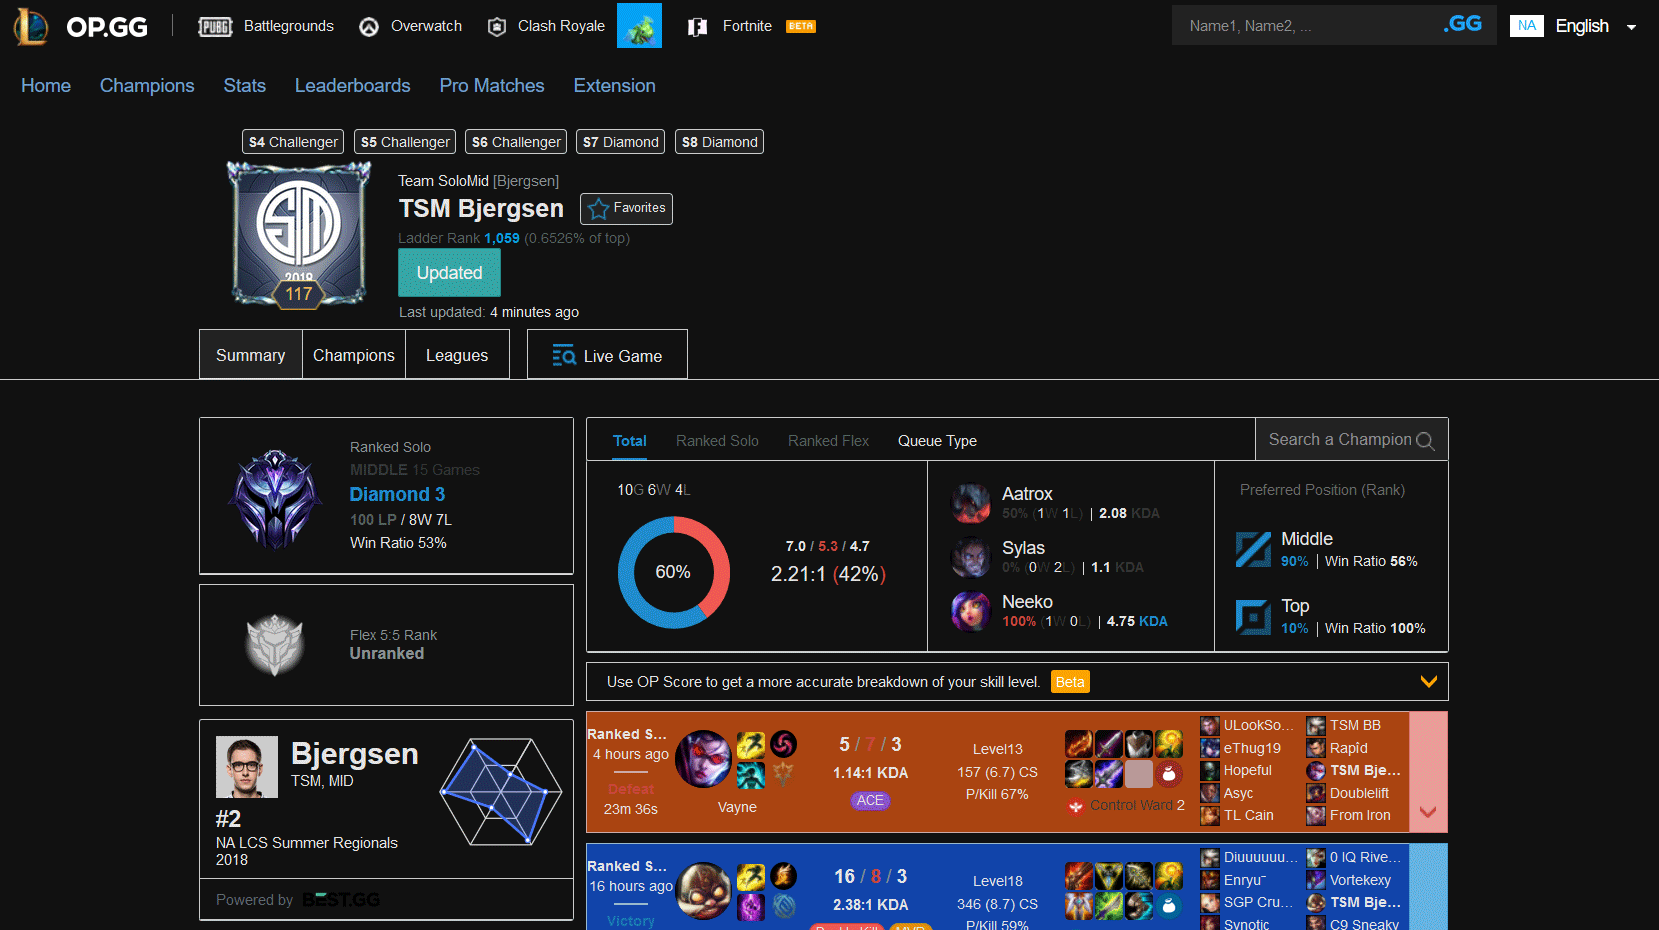 OP.GG
PUBG Battlegrounds
Overwatch
Clash Royale
Fortnite BETA
Name1, Name2, ... .GG
NA English
Home Champions Stats Leaderboards Pro Matches Extension
S4 Challenger S5 Challenger S6 Challenger S7 Diamond S8 Diamond
2018
117
Team SoloMid [Bjergsen]
TSM Bjergsen
Favorites
Ladder Rank 1,059 (0.6526% of top)
Updated
Last updated: 4 minutes ago
Summary Champions Leagues Live Game
Ranked Solo
MIDDLE 15 Games
Diamond 3
100 LP / 8W 7L
Win Ratio 53%
Flex 5:5 Rank
Unranked
Bjergsen
TSM, MID
#2
NA LCS Summer Regionals
2018
Powered by BEST.GG
Total Ranked Solo Ranked Flex Queue Type
Search a Champion
10G 6W 4L
60%
7.0 / 5.3 / 4.7
2.21:1 (42%)
Aatrox
50% (1W 1L) | 2.08 KDA
Sylas
0% (0W 2L) | 1.1 KDA
Neeko
100% (1W 0L) | 4.75 KDA
Preferred Position (Rank)
Middle
90% | Win Ratio 56%
Top
10% | Win Ratio 100%
Use OP Score to get a more accurate breakdown of your skill level. Beta
Ranked S...
4 hours ago
Defeat
23m 36s
Vayne
5 / 7 / 3
1.14:1 KDA
ACE
Level13
157 (6.7) CS
P/Kill 67%
Control Ward 2
ULookSo...
eThug19
Hopeful
Asyc
TL Cain
TSM BB
Rapîd
TSM Bje...
Doublelift
From Iron
Ranked S...
16 hours ago
Victory
16 / 8 / 3
2.38:1 KDA
MVP
Level18
346 (8.7) CS
P/Kill 59%
Diuuuuuu...
Enryu
SGP Cru...
Synotic
0 IQ Rive...
Vortekexy
TSM Bje...
C9 Sneaky